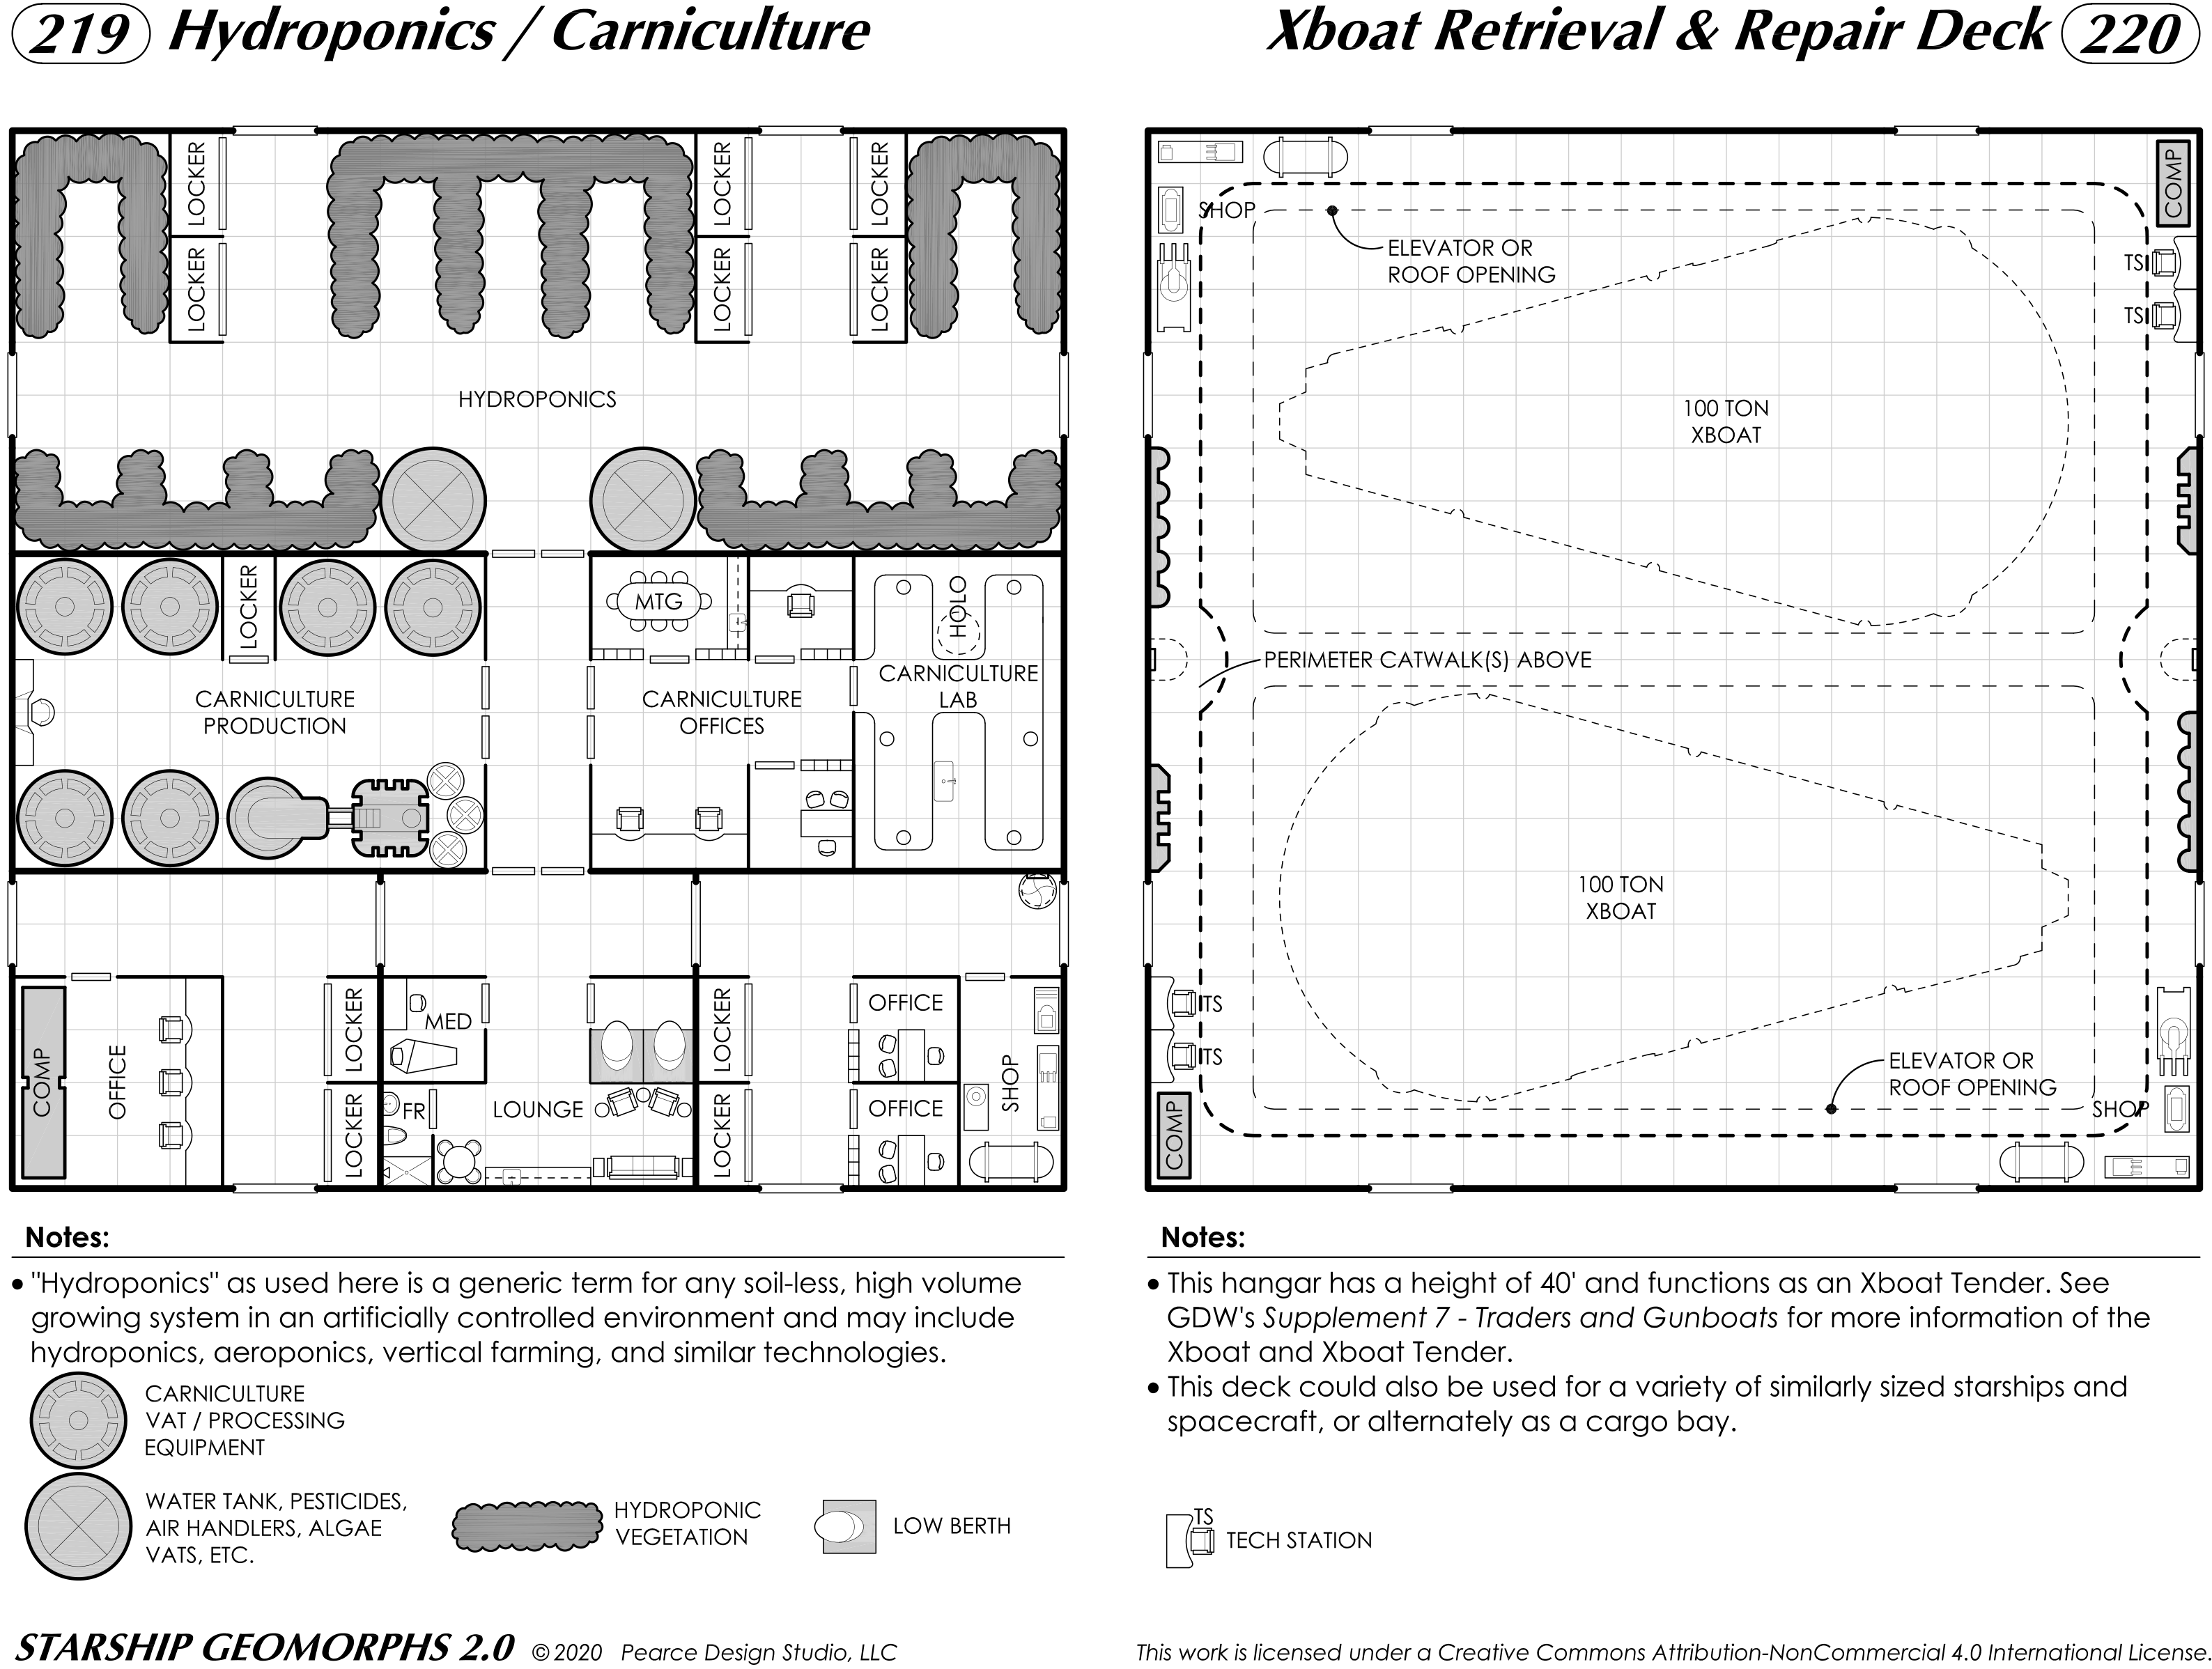 219 Hydroponics / Carniculture
LOCKER
LOCKER
LOCKER
LOCKER
LOCKER
LOCKER
HYDROPONICS
LOCKER
MTG
HOLO
CARNICULTURE
PRODUCTION
CARNICULTURE
OFFICES
CARNICULTURE
LAB
COMP
OFFICE
LOCKER
LOCKER
MED
FR
LOUNGE
LOCKER
LOCKER
OFFICE
OFFICE
SHOP
Notes:
• "Hydroponics" as used here is a generic term for any soil-less, high volume
growing system in an artificially controlled environment and may include
hydroponics, aeroponics, vertical farming, and similar technologies.
CARNICULTURE
VAT / PROCESSING
EQUIPMENT
WATER TANK, PESTICIDES,
AIR HANDLERS, ALGAE
VATS, ETC.
HYDROPONIC
VEGETATION
LOW BERTH
Xboat Retrieval & Repair Deck 220
SHOP
COMP
ELEVATOR OR
ROOF OPENING
TS
TS
100 TON
XBOAT
PERIMETER CATWALK(S) ABOVE
100 TON
XBOAT
TS
TS
ELEVATOR OR
ROOF OPENING
SHOP
COMP
Notes:
• This hangar has a height of 40' and functions as an Xboat Tender. See
GDW's Supplement 7 - Traders and Gunboats for more information of the
Xboat and Xboat Tender.
• This deck could also be used for a variety of similarly sized starships and
spacecraft, or alternately as a cargo bay.
TS
TECH STATION
STARSHIP GEOMORPHS 2.0 © 2020 Pearce Design Studio, LLC
This work is licensed under a Creative Commons Attribution-NonCommercial 4.0 International License.